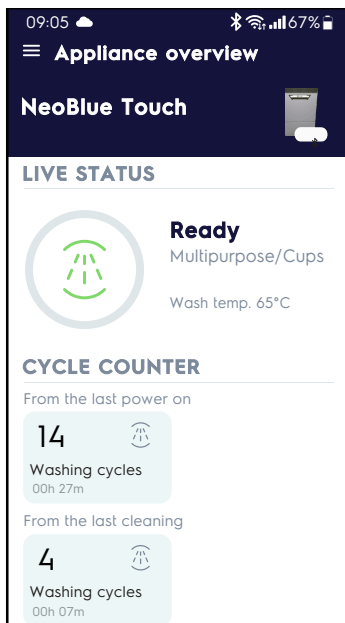 09:05 67%
Appliance overview
NeoBlue Touch
LIVE STATUS
Ready
Multipurpose/Cups
Wash temp. 65°C
CYCLE COUNTER
From the last power on
14
Washing cycles
00h 27m
From the last cleaning
4
Washing cycles
00h 07m